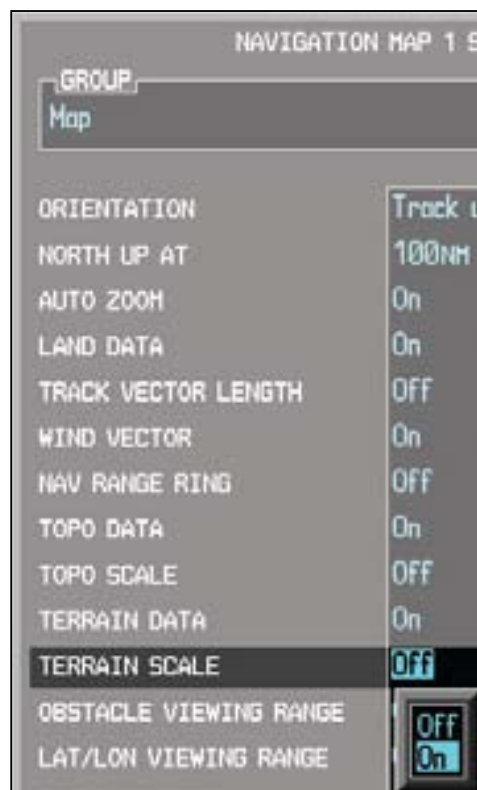 NAVIGATION MAP 1
GROUP
Map
ORIENTATION Track
NORTH UP AT 100NM
AUTO ZOOM On
LAND DATA On
TRACK VECTOR LENGTH Off
WIND VECTOR On
NAV RANGE RING Off
TOPO DATA On
TOPO SCALE Off
TERRAIN DATA On
TERRAIN SCALE Off
OBSTACLE VIEWING RANGE
Off
On
LAT/LON VIEWING RANGE